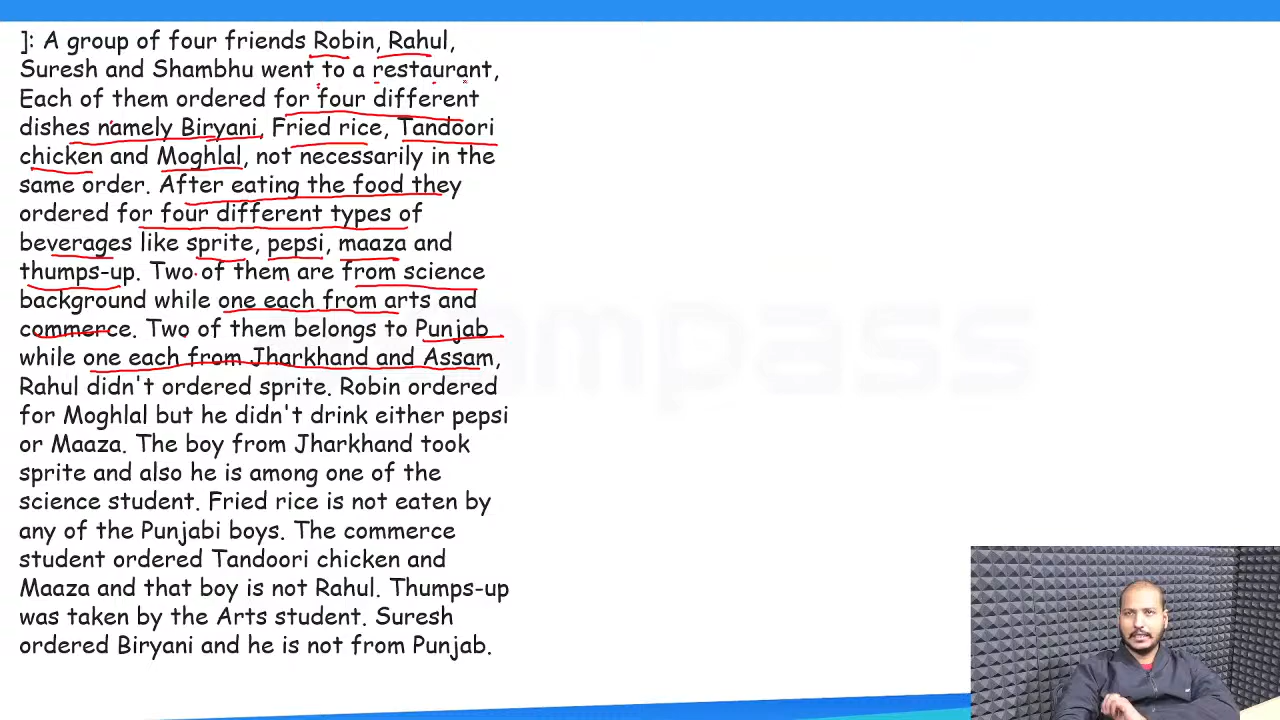 ]: A group of four friends Robin, Rahul,
Suresh and Shambhu went to a restaurant,
Each of them ordered for four different
dishes namely Biryani, Fried rice, Tandoori
chicken and Moghlal, not necessarily in the
same order. After eating the food they
ordered for four different types of
beverages like sprite, pepsi, maaza and
thumps-up. Two of them are from science
background while one each from arts and
commerce. Two of them belongs to Punjab
while one each from Jharkhand and Assam,
Rahul didn't ordered sprite. Robin ordered
for Moghlal but he didn't drink either pepsi
or Maaza. The boy from Jharkhand took
sprite and also he is among one of the
science student. Fried rice is not eaten by
any of the Punjabi boys. The commerce
student ordered Tandoori chicken and
Maaza and that boy is not Rahul. Thumps-up
was taken by the Arts student. Suresh
ordered Biryani and he is not from Punjab.